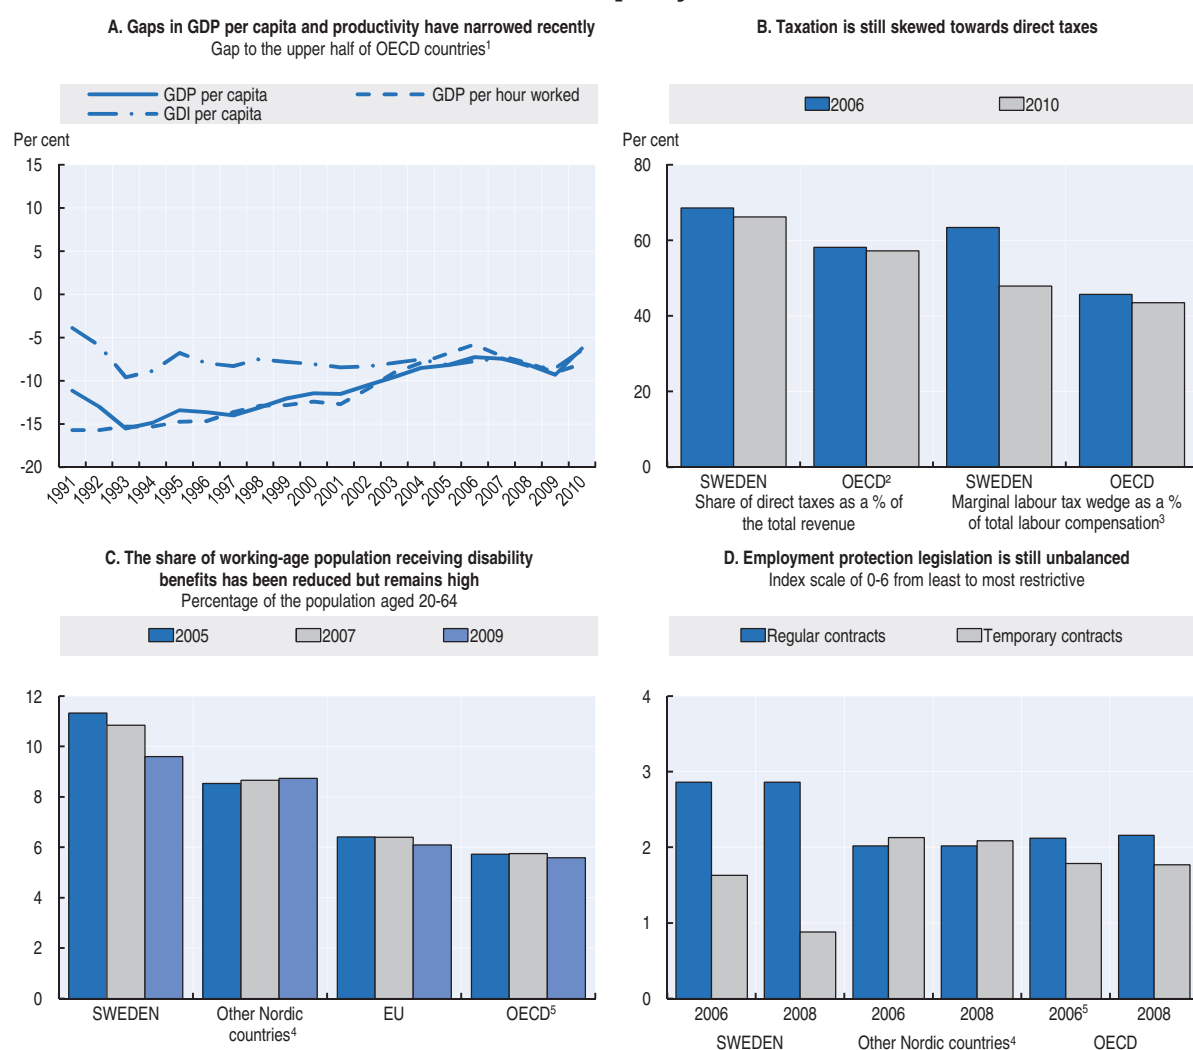 A. Gaps in GDP per capita and productivity have narrowed recently
Gap to the upper half of OECD countries¹
GDP per capita
GDP per hour worked
GDI per capita
Per cent
15
10
5
0
-5
-10
-15
-20
1991
1992
1993
1994
1995
1996
1997
1998
1999
2000
2001
2002
2003
2004
2005
2006
2007
2008
2009
2010
B. Taxation is still skewed towards direct taxes
2006
2010
Per cent
80
60
40
20
0
SWEDEN
OECD²
SWEDEN
OECD
Share of direct taxes as a % of
the total revenue
Marginal labour tax wedge as a %
of total labour compensation³
C. The share of working-age population receiving disability
benefits has been reduced but remains high
Percentage of the population aged 20-64
2005
2007
2009
12
10
8
6
4
2
0
SWEDEN
Other Nordic
countries⁴
EU
OECD⁵
D. Employment protection legislation is still unbalanced
Index scale of 0-6 from least to most restrictive
Regular contracts
Temporary contracts
4
3
2
1
0
2006
2008
2006
2008
2006⁵
2008
SWEDEN
Other Nordic countries⁴
OECD